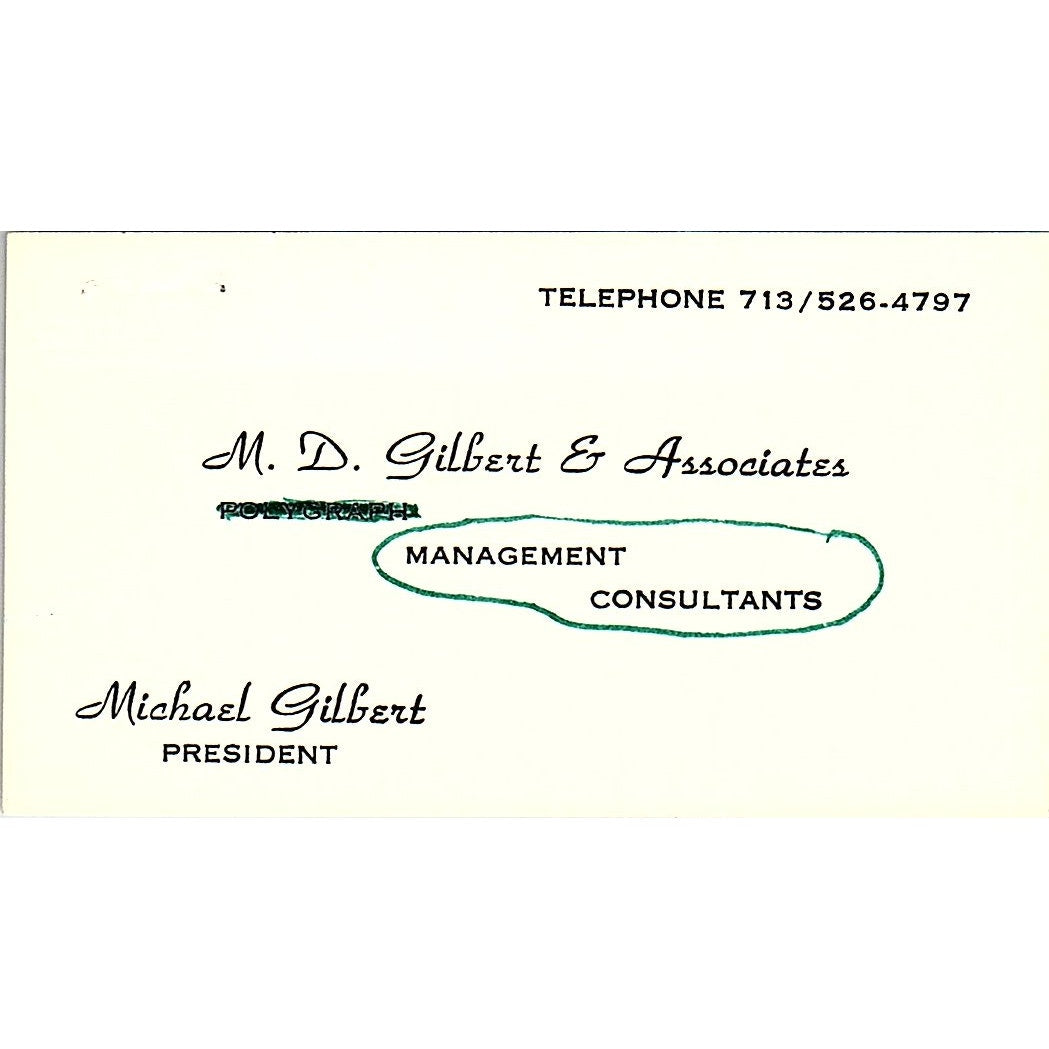 TELEPHONE 713/526-4797
M. D. Gilbert & Associates
POLYGRAPH
MANAGEMENT
CONSULTANTS
Michael Gilbert
PRESIDENT